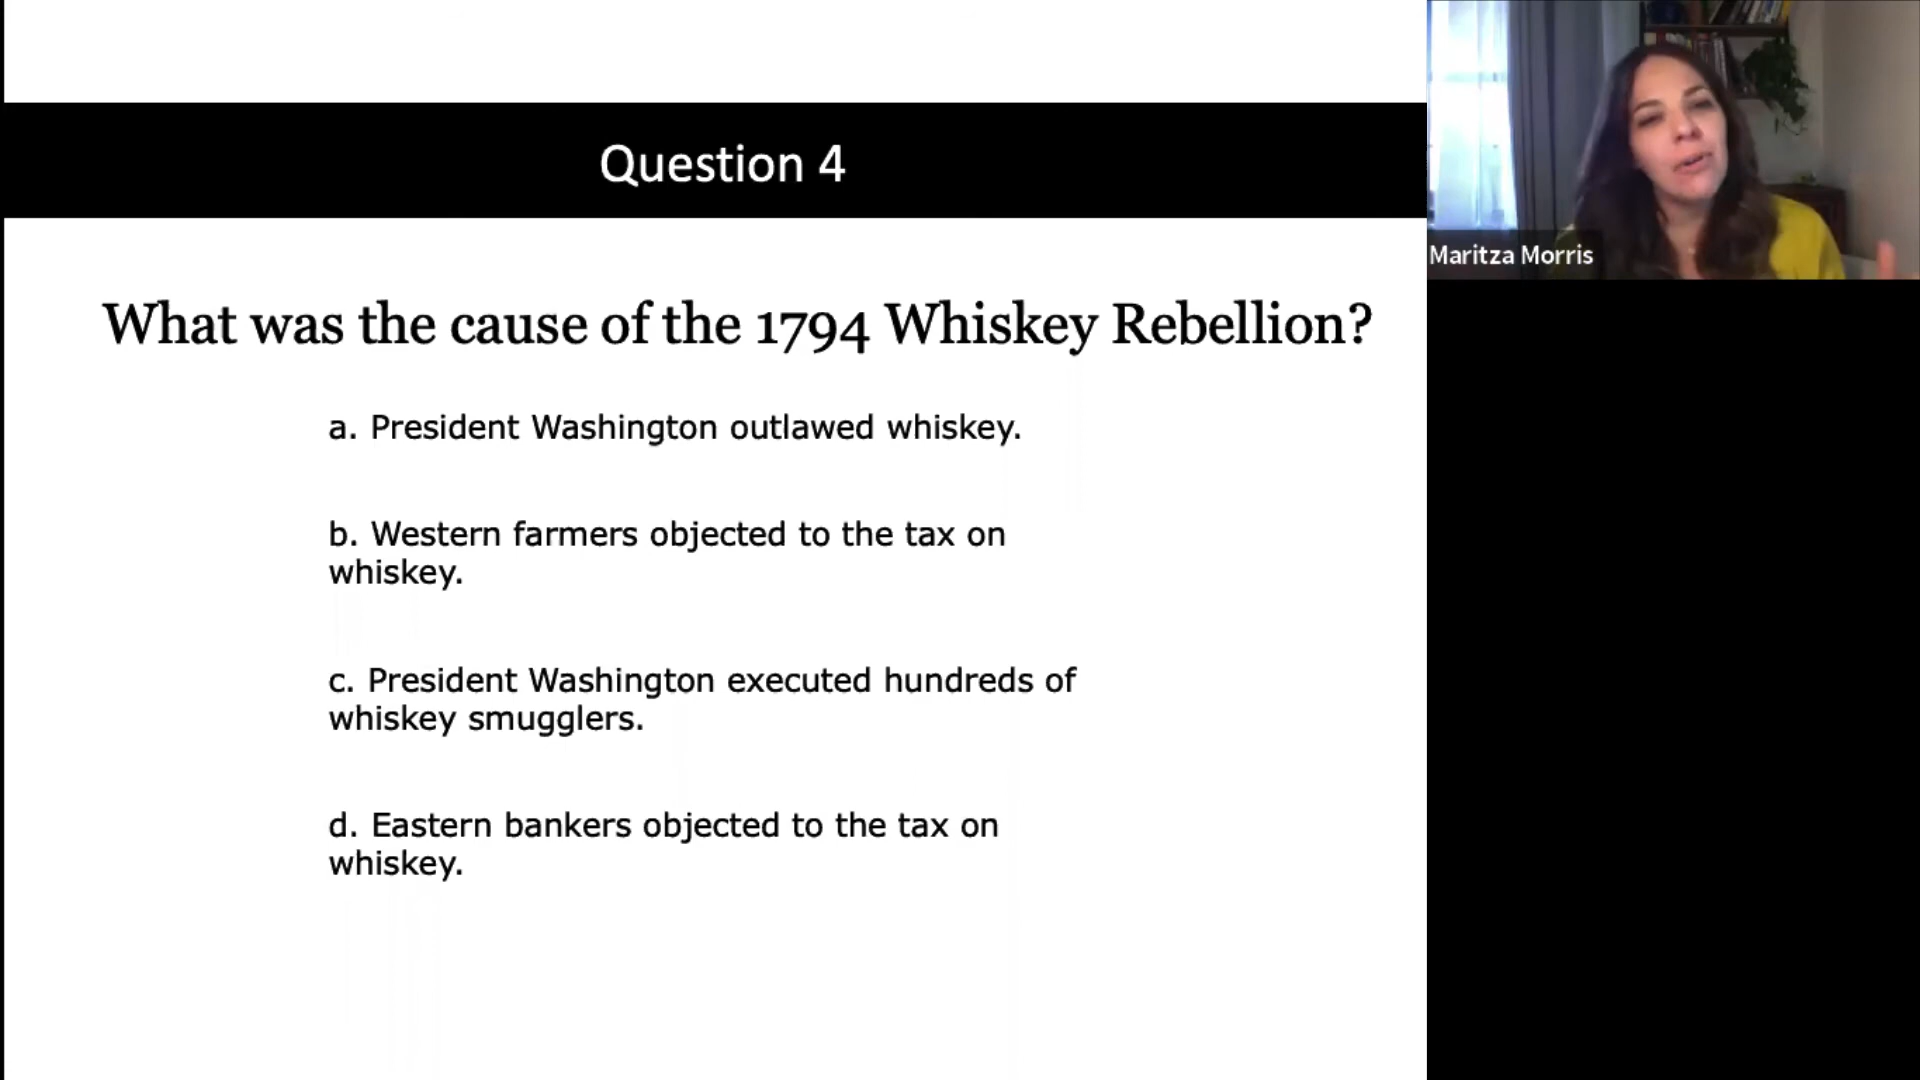 Question 4
Maritza Morris
What was the cause of the 1794 Whiskey Rebellion?
a. President Washington outlawed whiskey.
b. Western farmers objected to the tax on
whiskey.
c. President Washington executed hundreds of
whiskey smugglers.
d. Eastern bankers objected to the tax on
whiskey.